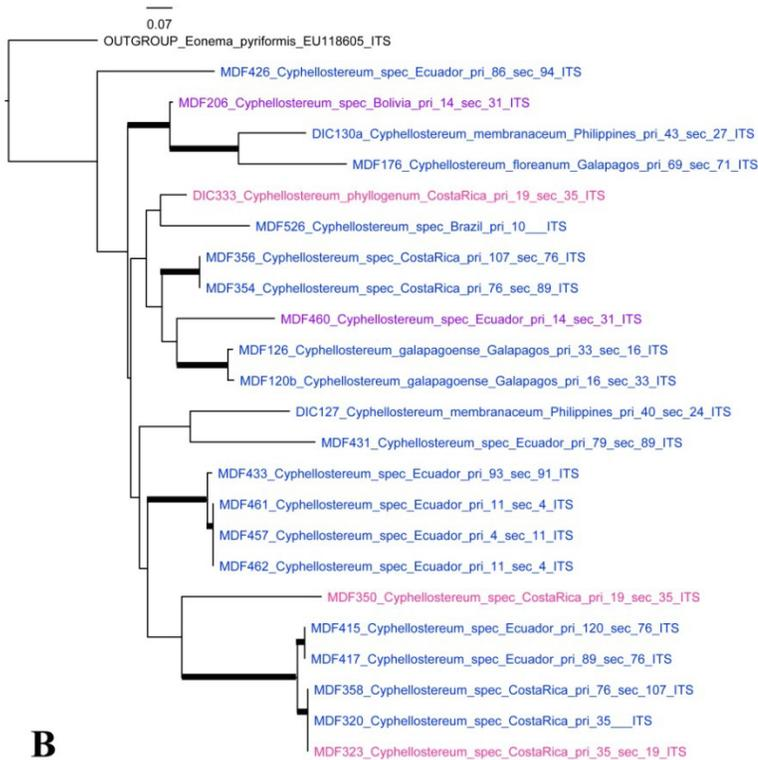 0.07
OUTGROUP_Eonema_pyriformis_EU118605_ITS
MDF426_Cyphellostereum_spec_Ecuador_pri_86_sec_94_ITS
MDF206_Cyphellostereum_spec_Bolivia_pri_14_sec_31_ITS
DIC130a_Cyphellostereum_membranaceum_Philippines_pri_43_sec_27_ITS
MDF176_Cyphellostereum_floreanum_Galapagos_pri_69_sec_71_ITS
DIC333_Cyphellostereum_phyllogenum_CostaRica_pri_19_sec_35_ITS
MDF526_Cyphellostereum_spec_Brazil_pri_10___ITS
MDF356_Cyphellostereum_spec_CostaRica_pri_107_sec_76_ITS
MDF354_Cyphellostereum_spec_CostaRica_pri_76_sec_89_ITS
MDF460_Cyphellostereum_spec_Ecuador_pri_14_sec_31_ITS
MDF126_Cyphellostereum_galapagoense_Galapagos_pri_33_sec_16_ITS
MDF120b_Cyphellostereum_galapagoense_Galapagos_pri_16_sec_33_ITS
DIC127_Cyphellostereum_membranaceum_Philippines_pri_40_sec_24_ITS
MDF431_Cyphellostereum_spec_Ecuador_pri_79_sec_89_ITS
MDF433_Cyphellostereum_spec_Ecuador_pri_93_sec_91_ITS
MDF461_Cyphellostereum_spec_Ecuador_pri_11_sec_4_ITS
MDF457_Cyphellostereum_spec_Ecuador_pri_4_sec_11_ITS
MDF462_Cyphellostereum_spec_Ecuador_pri_11_sec_4_ITS
MDF350_Cyphellostereum_spec_CostaRica_pri_19_sec_35_ITS
MDF415_Cyphellostereum_spec_Ecuador_pri_120_sec_76_ITS
MDF417_Cyphellostereum_spec_Ecuador_pri_89_sec_76_ITS
MDF358_Cyphellostereum_spec_CostaRica_pri_76_sec_107_ITS
MDF320_Cyphellostereum_spec_CostaRica_pri_35___ITS
MDF323_Cyphellostereum_spec_CostaRica_pri_35_sec_19_ITS
B